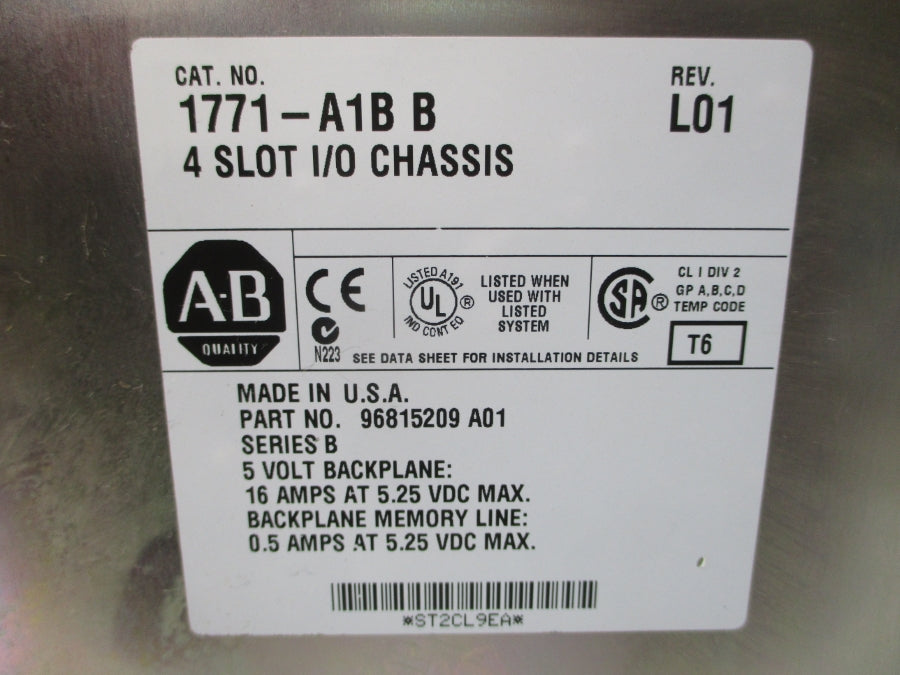 CAT. NO.
REV.
1771-A1B B
L01
4 SLOT I/O CHASSIS
A-B
QUALITY
CE
N223
LISTED A191
UL ®
IND CONT EQ
LISTED WHEN
USED WITH
LISTED
SYSTEM
SA ®
CL I DIV 2
GP A,B,C,D
TEMP CODE
T6
SEE DATA SHEET FOR INSTALLATION DETAILS
MADE IN U.S.A.
PART NO. 96815209 A01
SERIES B
5 VOLT BACKPLANE:
16 AMPS AT 5.25 VDC MAX.
BACKPLANE MEMORY LINE:
0.5 AMPS AT 5.25 VDC MAX.
*ST2CL9EA*